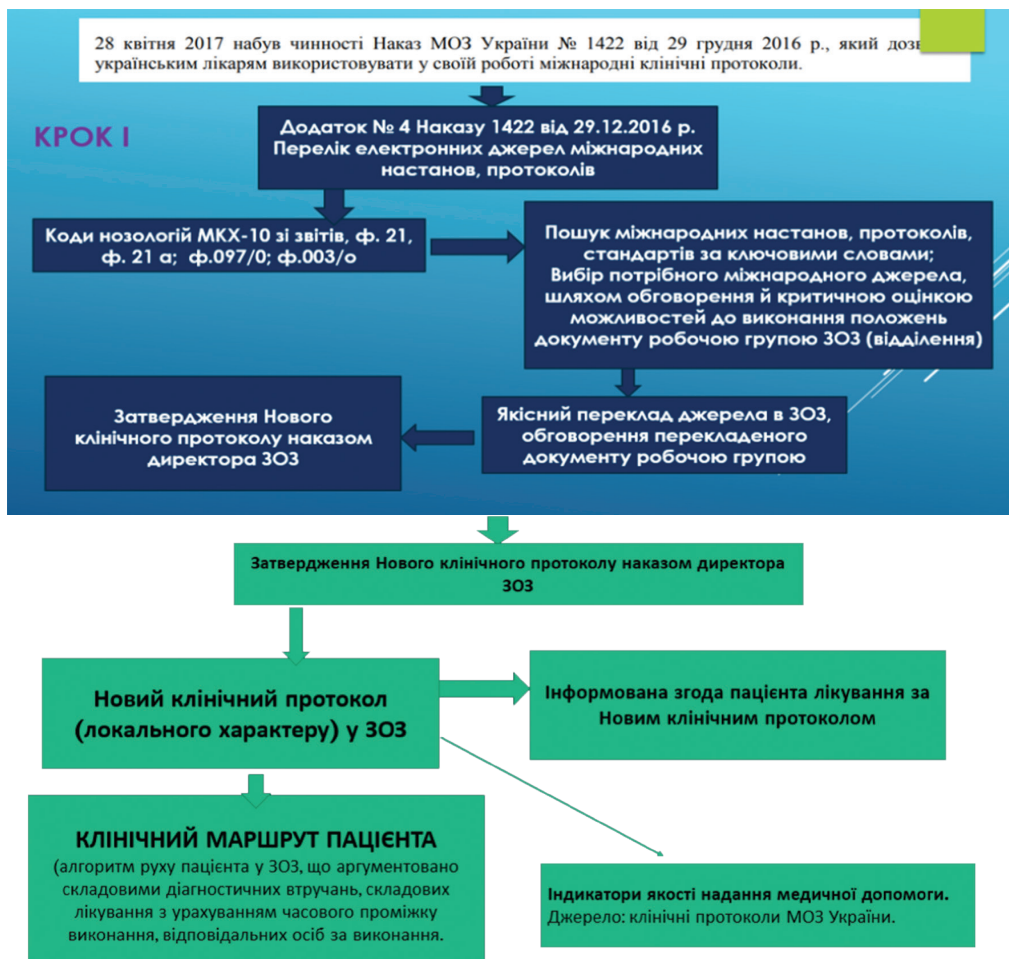 28 квітня 2017 набув чинності Наказ МОЗ України № 1422 від 29 грудня 2016 р., який
українським лікарям використовувати у своїй роботі міжнародні клінічні протоколи.
КРОК І
Додаток № 4 Наказу 1422 від 29.12.2016 р.
Перелік електронних джерел міжнародних
настанов, протоколів
Коди нозологій МКХ-10 зі звітів, ф. 21,
ф. 21 а; ф.097/0; ф.003/о
Пошук міжнародних настанов, протоколів,
стандартів за ключовими словами;
Вибір потрібного міжнародного джерела,
шляхом обговорення й критичною оцінкою
можливостей до виконання положень
документу робочою групою ЗОЗ (відділення)
Якісний переклад джерела в ЗОЗ,
обговорення перекладеного
документу робочою групою
Затвердження Нового
клінічного протоколу наказом
директора ЗОЗ
Затвердження Нового клінічного протоколу наказом директора
ЗОЗ
Новий клінічний протокол
(локального характеру) у ЗОЗ
Інформована згода пацієнта лікування за
Новим клінічним протоколом
КЛІНІЧНИЙ МАРШРУТ ПАЦІЄНТА
(алгоритм руху пацієнта у ЗОЗ, що аргументовано
складовими діагностичних втручань, складових
лікування з урахуванням часового проміжку
виконання, відповідальних осіб за виконання.
Індикатори якості надання медичної допомоги.
Джерело: клінічні протоколи МОЗ України.